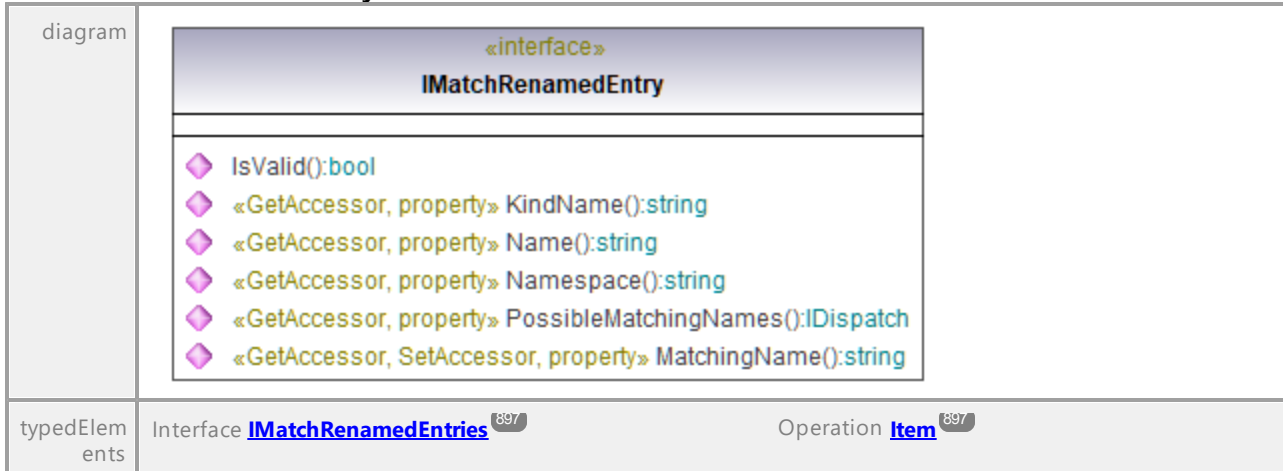 diagram
«interface»
IMatchRenamedEntry
IsValid():bool
«GetAccessor, property» KindName():string
«GetAccessor, property» Name():string
«GetAccessor, property» Namespace():string
«GetAccessor, property» PossibleMatchingNames():IDispatch
«GetAccessor, SetAccessor, property» MatchingName():string
typedElem
ents
Interface IMatchRenamedEntries 897 Operation Item 897